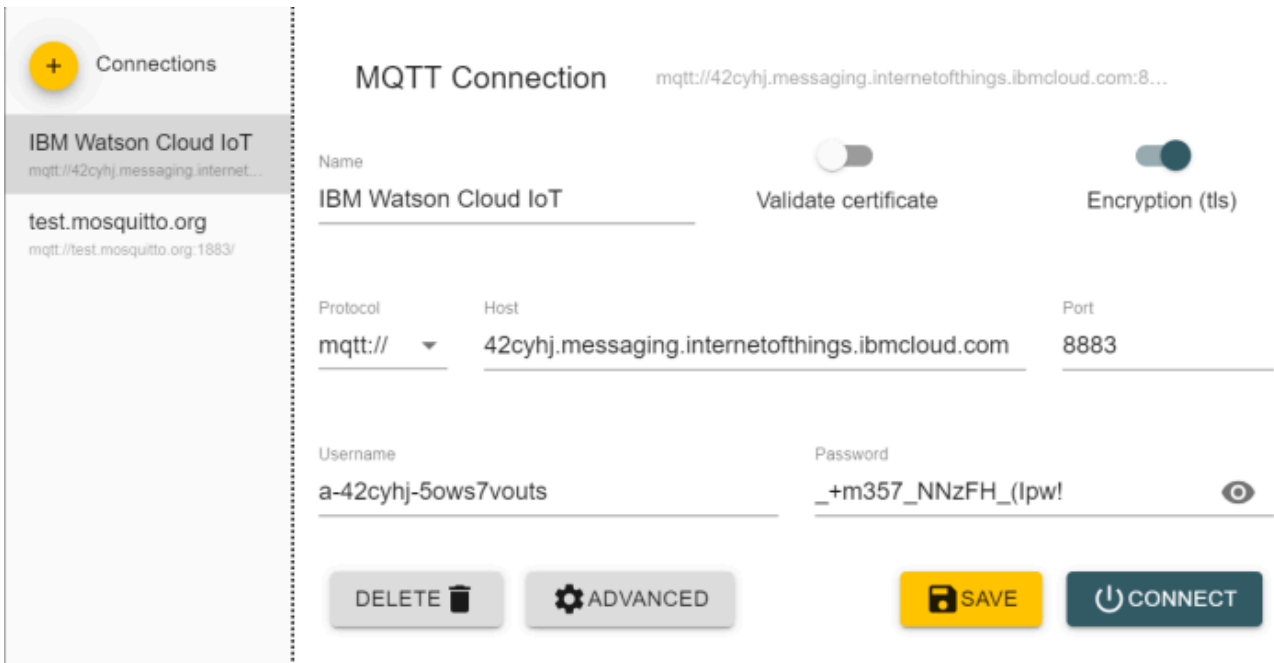 + Connections
IBM Watson Cloud IoT
mqtt://42cyhj.messaging.internet...
test.mosquitto.org
mqtt://test.mosquitto.org:1883/
MQTT Connection mqtt://42cyhj.messaging.internetofthings.ibmcloud.com:8...
Name
IBM Watson Cloud IoT
Validate certificate
Encryption (tls)
Protocol Host Port
mqtt:// 42cyhj.messaging.internetofthings.ibmcloud.com 8883
Username Password
a-42cyhj-5ows7vouts _+m357_NNzFH_(Ipw!
DELETE ADVANCED SAVE CONNECT